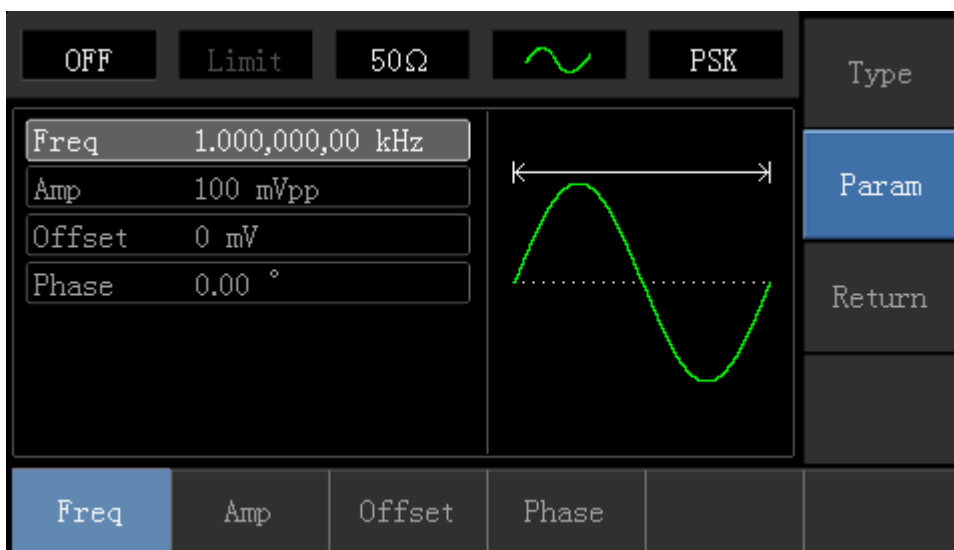 OFF Limit 50Ω PSK Type
Freq 1.000,000,00 kHz
Amp 100 mVpp
Param
Offset 0 mV
Phase 0.00 °
Return
Freq Amp Offset Phase